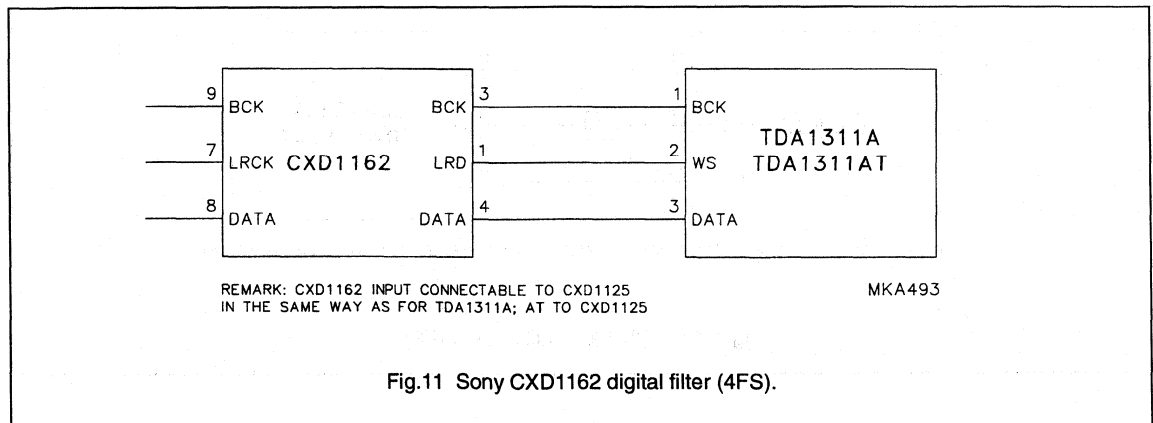 9 BCK BCK 3 1 BCK
TDA1311A
7 LRCK CXD1162 LRD 1 2 WS TDA1311AT
8 DATA DATA 4 3 DATA
REMARK: CXD1162 INPUT CONNECTABLE TO CXD1125
IN THE SAME WAY AS FOR TDA1311A; AT TO CXD1125
MKA493
Fig.11 Sony CXD1162 digital filter (4FS).